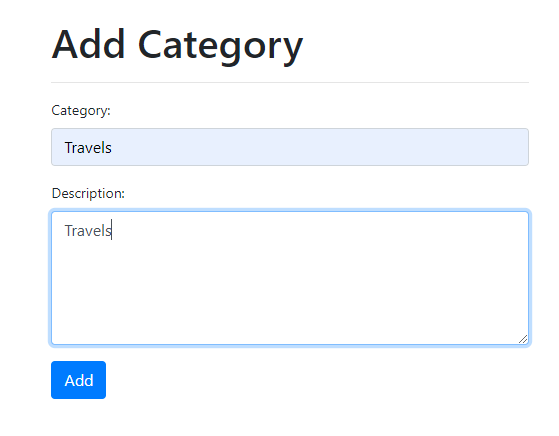 Add Category
Category:
Travels
Description:
Travels
Add